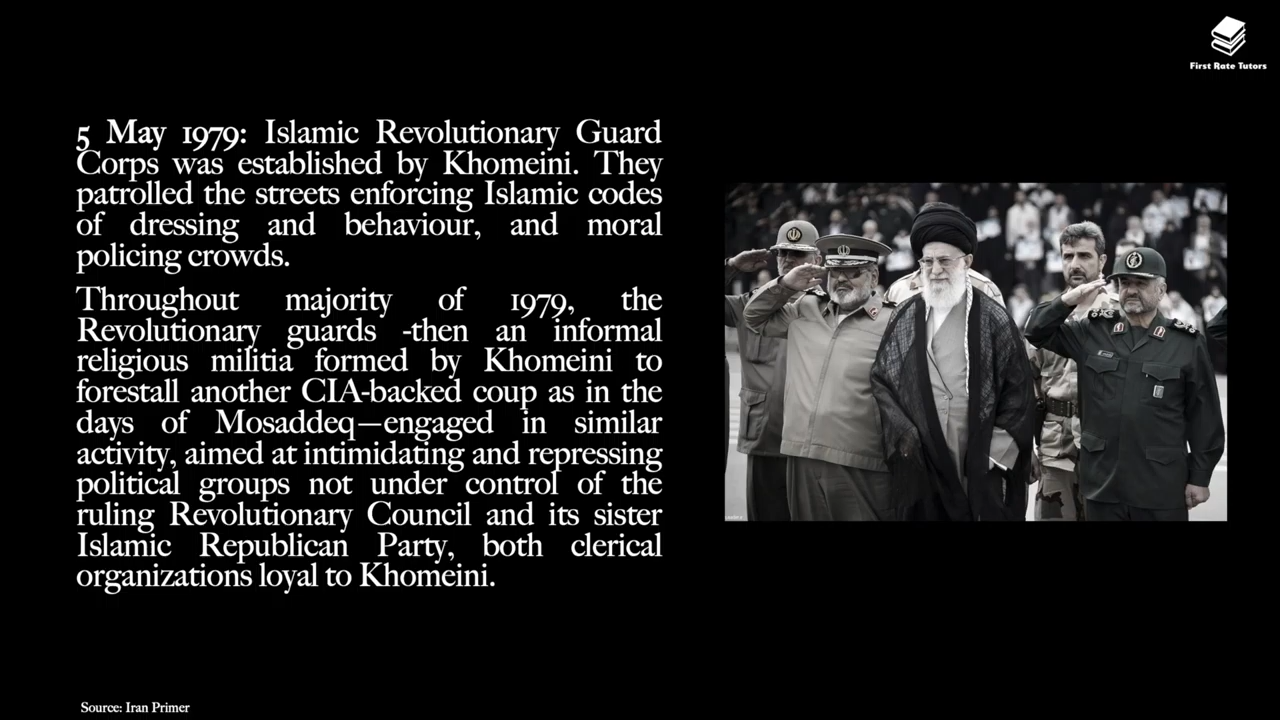 First Rate Tutors
5 May 1979: Islamic Revolutionary Guard
Corps was established by Khomeini. They
patrolled the streets enforcing Islamic codes
of dressing and behaviour, and moral
policing crowds.
Throughout majority of 1979, the
Revolutionary guards -then an informal
religious militia formed by Khomeini to
forestall another CIA-backed coup as in the
days of Mosaddeq—engaged in similar
activity, aimed at intimidating and repressing
political groups not under control of the
ruling Revolutionary Council and its sister
Islamic Republican Party, both clerical
organizations loyal to Khomeini.
Source: Iran Primer